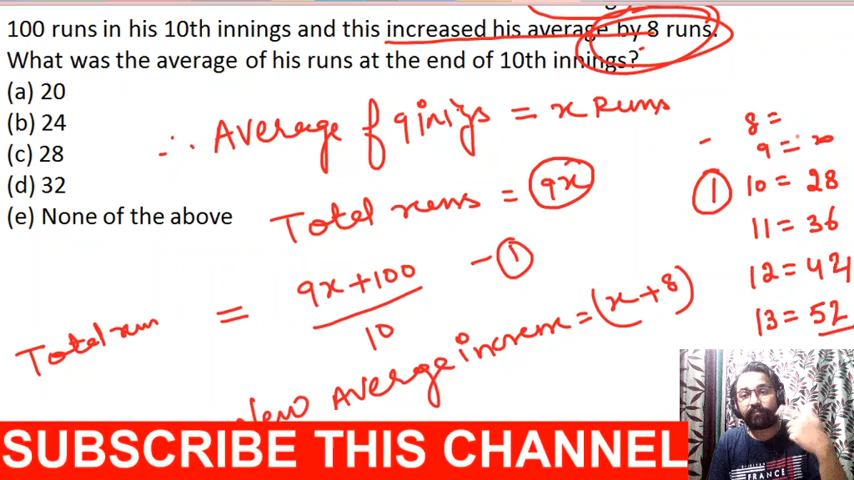 100 runs in his 10th innings and this increased his average by 8 runs.
What was the average of his runs at the end of 10th innings?
(a) 20
(b) 24
(c) 28
(d) 32
(e) None of the above
∴ Average of 9 inings = x Runs
Total runs = 9x
Total run = 9x+100 / 10 - 1
New Average increm = (x+8)
- 8 =
9 =
1 10 = 28
11 = 36
12 = 424
13 = 52
SUBSCRIBE THIS CHANNEL
FRANCE